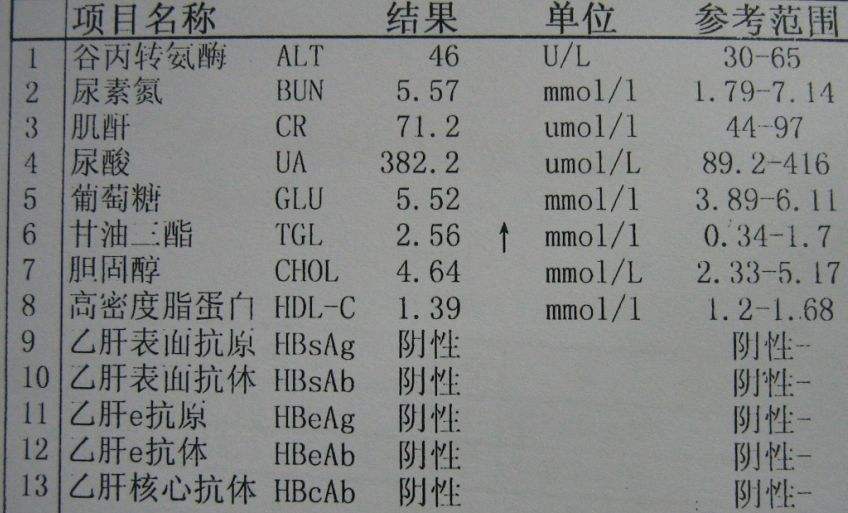 项目名称 结果 单位 参考范围
1 谷丙转氨酶 ALT 46 U/L 30-65
2 尿素氮 BUN 5.57 mmol/l 1.79-7.14
3 肌酐 CR 71.2 umol/l 44-97
4 尿酸 UA 382.2 umol/L 89.2-416
5 葡萄糖 GLU 5.52 mmol/l 3.89-6.11
6 甘油三酯 TGL 2.56 ↑ mmol/l 0.34-1.7
7 胆固醇 CHOL 4.64 mmol/L 2.33-5.17
8 高密度脂蛋白 HDL-C 1.39 mmol/l 1.2-1.68
9 乙肝表面抗原 HBsAg 阴性 阴性-
10 乙肝表面抗体 HBsAb 阴性 阴性-
11 乙肝e抗原 HBeAg 阴性 阴性-
12 乙肝e抗体 HBeAb 阴性 阴性-
13 乙肝核心抗体 HBcAb 阴性 阴性-